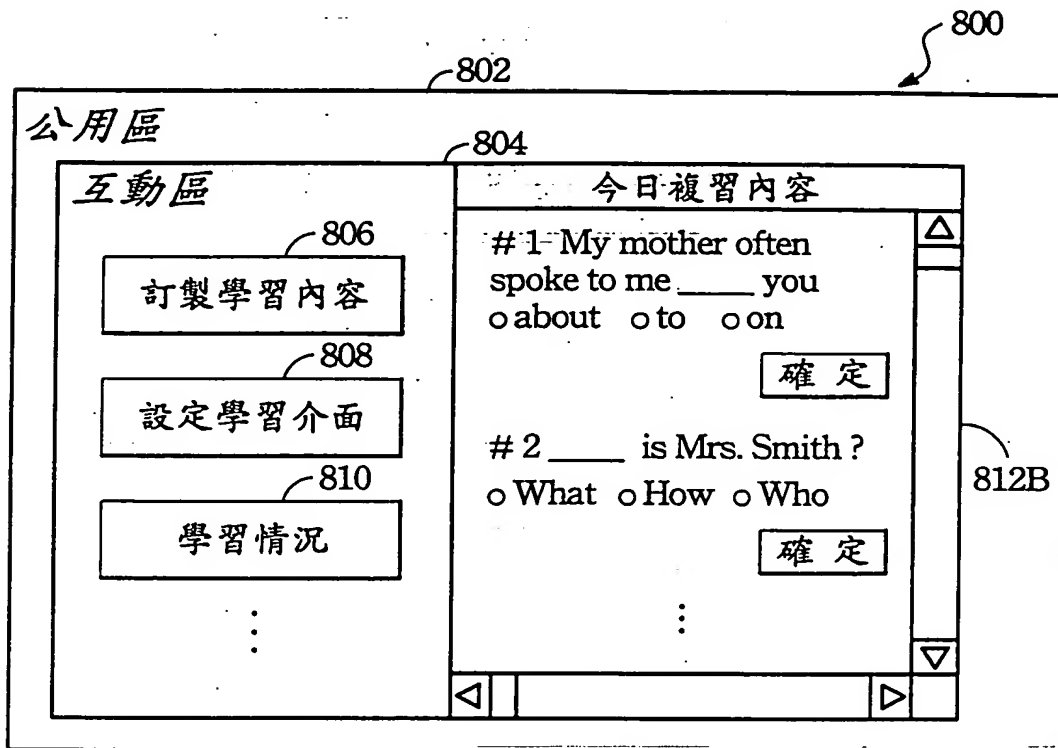 800
802
公用區
804
互動區
今日複習內容
806
訂製學習內容
# 1 My mother often
spoke to me _____ you
○ about ○ to ○ on
確 定
808
設定學習介面
# 2 _____ is Mrs. Smith ?
○ What ○ How ○ Who
確 定
812B
810
學習情況